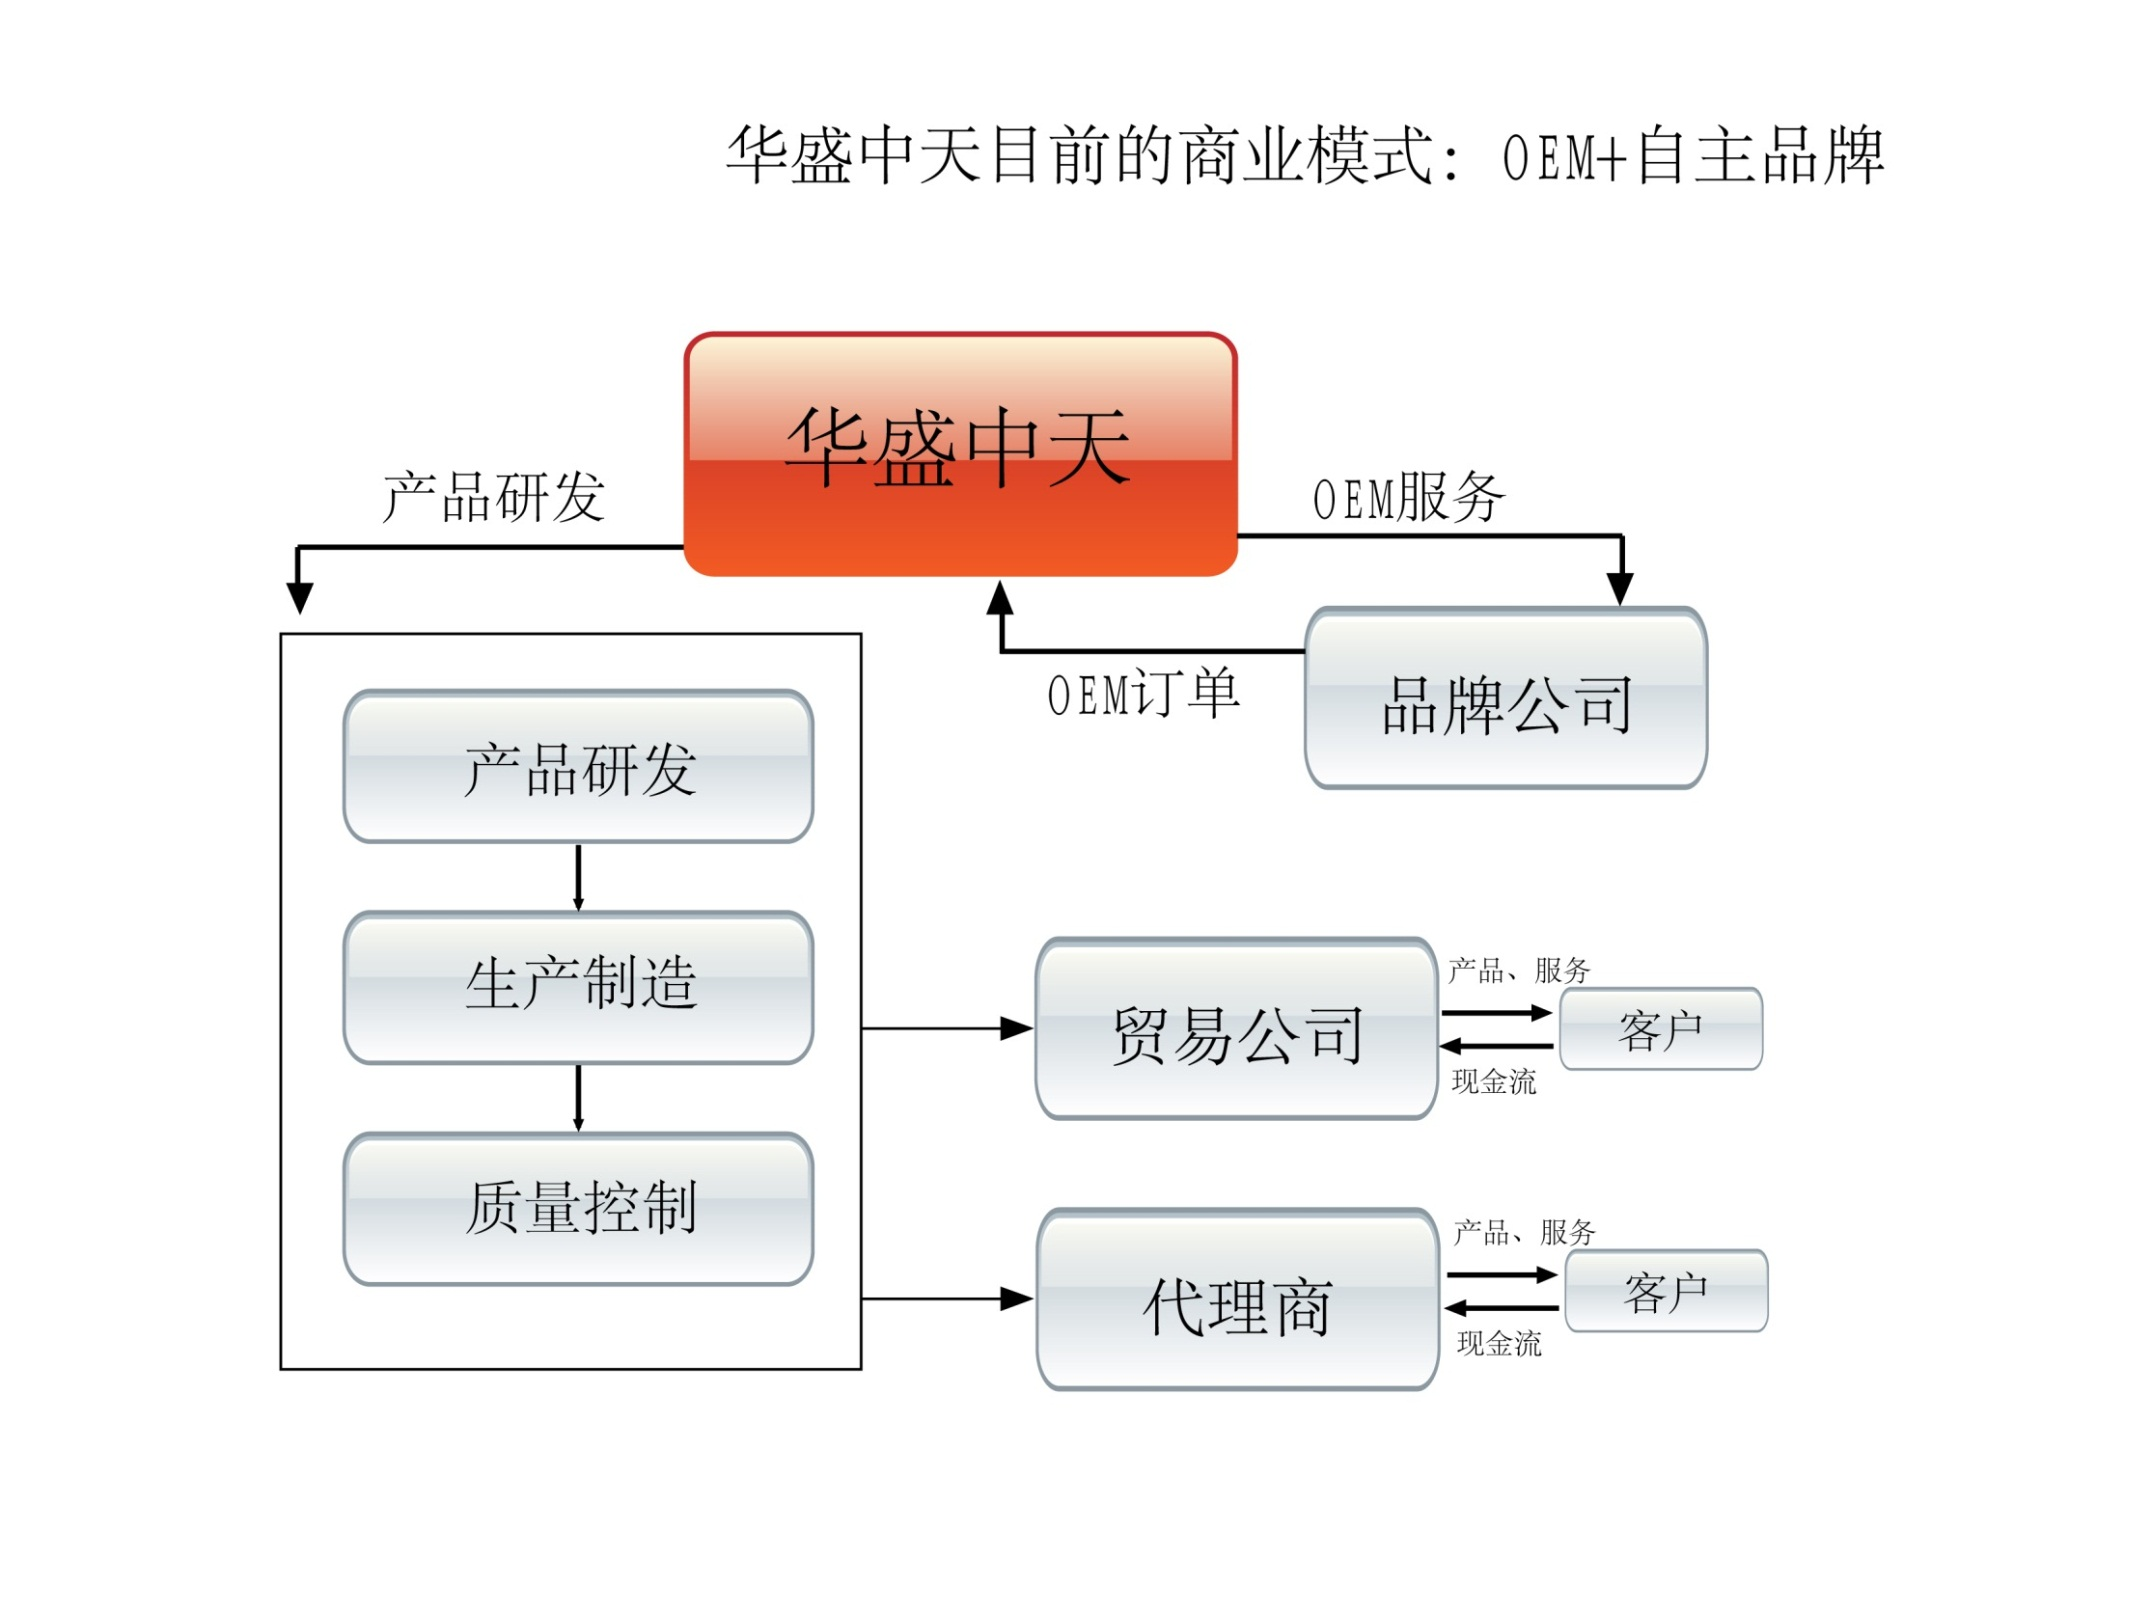 华盛中天目前的商业模式：OEM+自主品牌
华盛中天
产品研发
OEM服务
OEM订单
品牌公司
产品研发
生产制造
质量控制
贸易公司
产品、服务
客户
现金流
代理商
产品、服务
客户
现金流